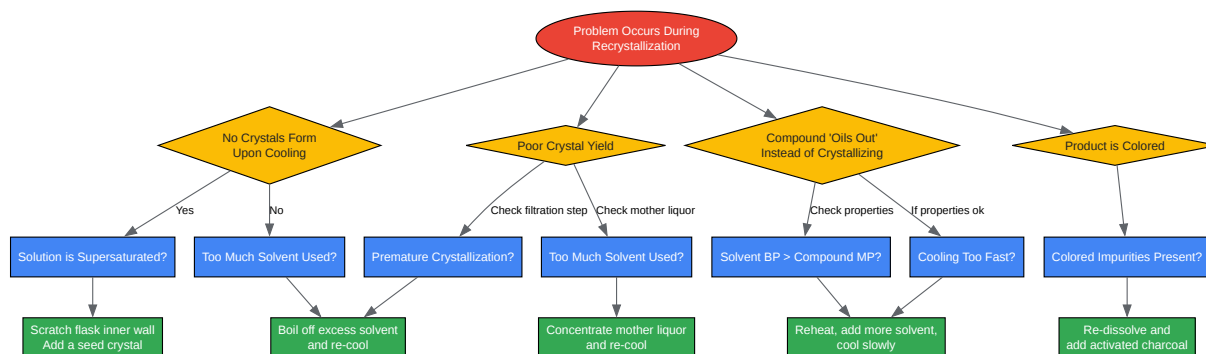 Problem Occurs During
Recrystallization
No Crystals Form
Upon Cooling
Poor Crystal Yield
Compound 'Oils Out'
Instead of Crystallizing
Product is Colored
Yes
No
Check filtration step
Check mother liquor
Check properties
If properties ok
Solution is Supersaturated?
Too Much Solvent Used?
Premature Crystallization?
Too Much Solvent Used?
Solvent BP > Compound MP?
Cooling Too Fast?
Colored Impurities Present?
Scratch flask inner wall
Add a seed crystal
Boil off excess solvent
and re-cool
Concentrate mother liquor
and re-cool
Reheat, add more solvent,
cool slowly
Re-dissolve and
add activated charcoal